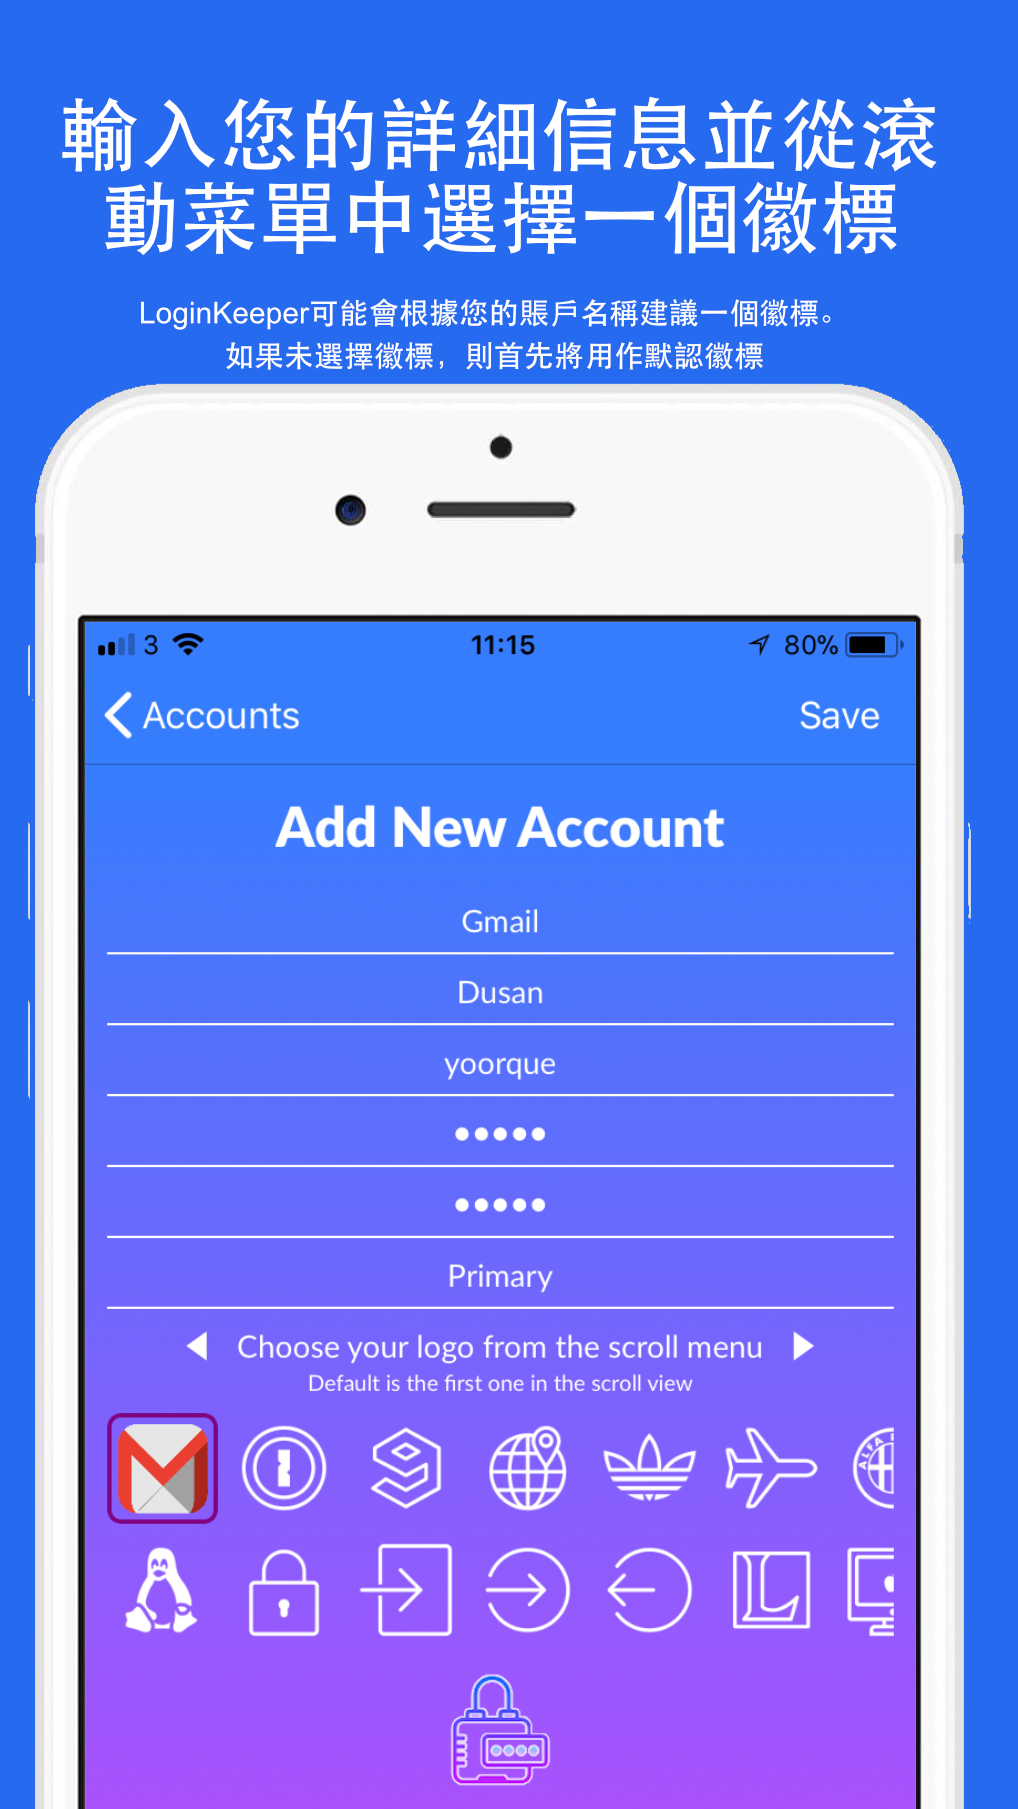 輸入您的詳細信息並從滾
動菜單中選擇一個徽標
LoginKeeper可能會根據您的賬戶名稱建議一個徽標。
如果未選擇徽標，則首先將用作默認徽標
3 11:15 80%
Accounts Save
Add New Account
Gmail
Dusan
yoorque
•••••
•••••
Primary
Choose your logo from the scroll menu
Default is the first one in the scroll view
ALFA